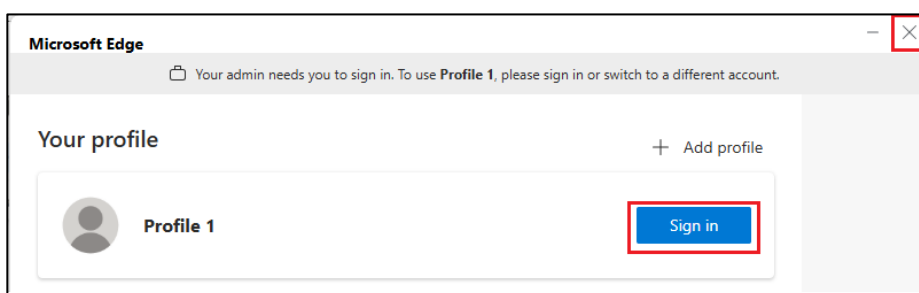 Microsoft Edge
Your admin needs you to sign in. To use Profile 1, please sign in or switch to a different account.
Your profile
Add profile
Profile 1
Sign in